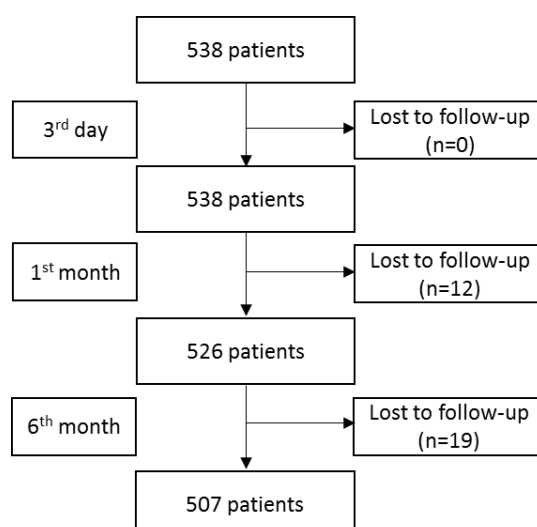 538 patients
3rd day
Lost to follow-up
(n=0)
538 patients
1st month
Lost to follow-up
(n=12)
526 patients
6th month
Lost to follow-up
(n=19)
507 patients